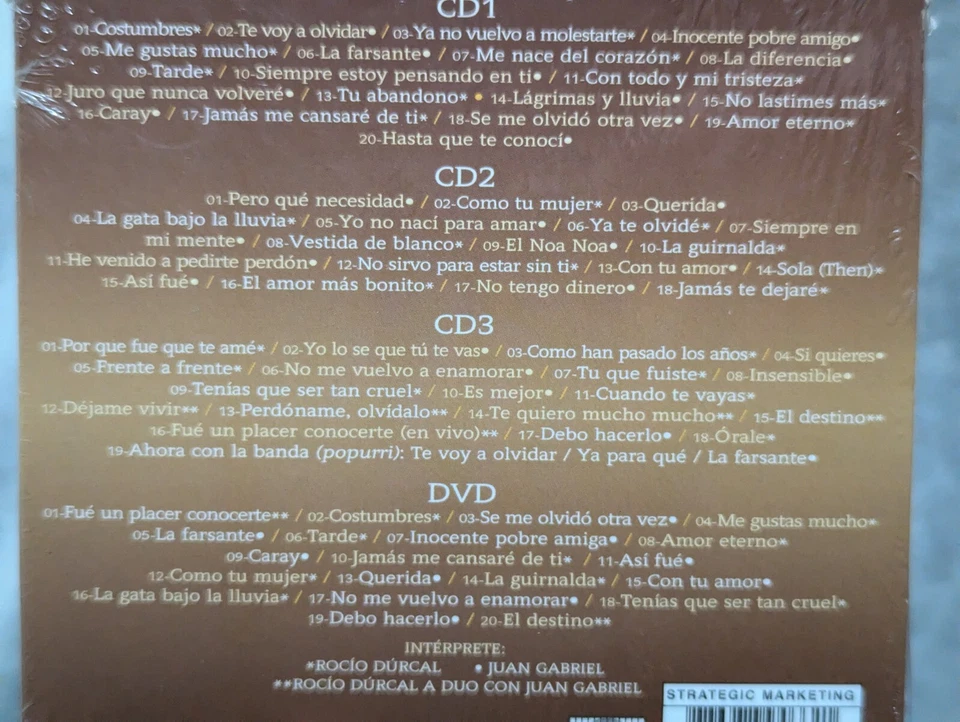 CD1
01-Costumbres* / 02-Te voy a olvidar• / 03-Ya no vuelvo a molestarte* / 04-Inocente pobre amigo•
05-Me gustas mucho* / 06-La farsante• / 07-Me nace del corazón* / 08-La diferencia•
09-Tarde* / 10-Siempre estoy pensando en ti• / 11-Con todo y mi tristeza*
12-Juro que nunca volveré• / 13-Tu abandono* • 14-Lágrimas y lluvia• / 15-No lastimes más*
16-Caray• / 17-Jamás me cansaré de ti* / 18-Se me olvidó otra vez• / 19-Amor eterno*
20-Hasta que te conocí•
CD2
01-Pero qué necesidad• / 02-Como tu mujer* / 03-Querida•
04-La gata bajo la lluvia* / 05-Yo no nací para amar• / 06-Ya te olvidé* / 07-Siempre en
mi mente• / 08-Vestida de blanco* / 09-El Noa Noa• / 10-La guirnalda*
11-He venido a pedirte perdón• / 12-No sirvo para estar sin ti* / 13-Con tu amor• / 14-Sola (Then)*
15-Así fué• / 16-El amor más bonito* / 17-No tengo dinero• / 18-Jamás te dejaré*
CD3
01-Por que fue que te amé* / 02-Yo lo se que tú te vas• / 03-Como han pasado los años* / 04-Si quieres•
05-Frente a frente* / 06-No me vuelvo a enamorar• / 07-Tu que fuiste* / 08-Insensible•
09-Tenías que ser tan cruel* / 10-Es mejor• / 11-Cuando te vayas*
12-Déjame vivir** / 13-Perdóname, olvídalo** / 14-Te quiero mucho mucho** / 15-El destino**
16-Fué un placer conocerte (en vivo)** / 17-Debo hacerlo• / 18-Órale*
19-Ahora con la banda (popurri): Te voy a olvidar / Ya para qué / La farsante•
DVD
01-Fué un placer conocerte** / 02-Costumbres* / 03-Se me olvidó otra vez• / 04-Me gustas mucho*
05-La farsante• / 06-Tarde* / 07-Inocente pobre amiga• / 08-Amor eterno*
09-Caray• / 10-Jamás me cansaré de ti* / 11-Así fué•
12-Como tu mujer* / 13-Querida• / 14-La guirnalda* / 15-Con tu amor•
16-La gata bajo la lluvia* / 17-No me vuelvo a enamorar• / 18-Tenías que ser tan cruel*
19-Debo hacerlo• / 20-El destino**
INTÉRPRETE:
*ROCÍO DÚRCAL • JUAN GABRIEL
**ROCÍO DÚRCAL A DUO CON JUAN GABRIEL
STRATEGIC MARKETING